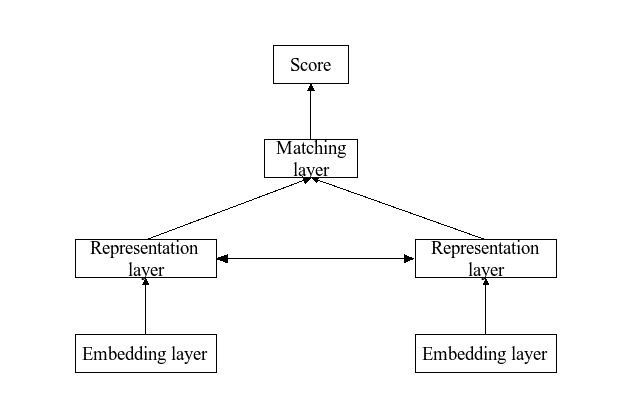 Score
Matching
layer
Representation
layer
Representation
layer
Embedding layer
Embedding layer